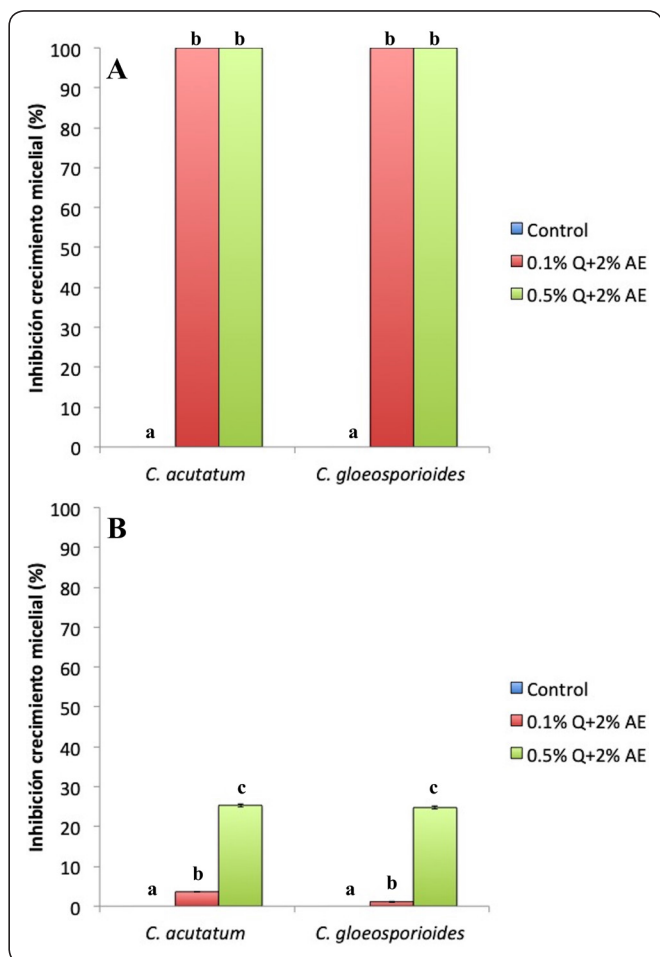 A
Inhibición crecimiento micelial (%)
100
90
80
70
60
50
40
30
20
10
0
b b b b
a a
C. acutatum C. gloeosporioides
Control
0.1% Q+2% AE
0.5% Q+2% AE
B
Inhibición crecimiento micelial (%)
100
90
80
70
60
50
40
30
20
10
0
a b c a b c
C. acutatum C. gloeosporioides
Control
0.1% Q+2% AE
0.5% Q+2% AE